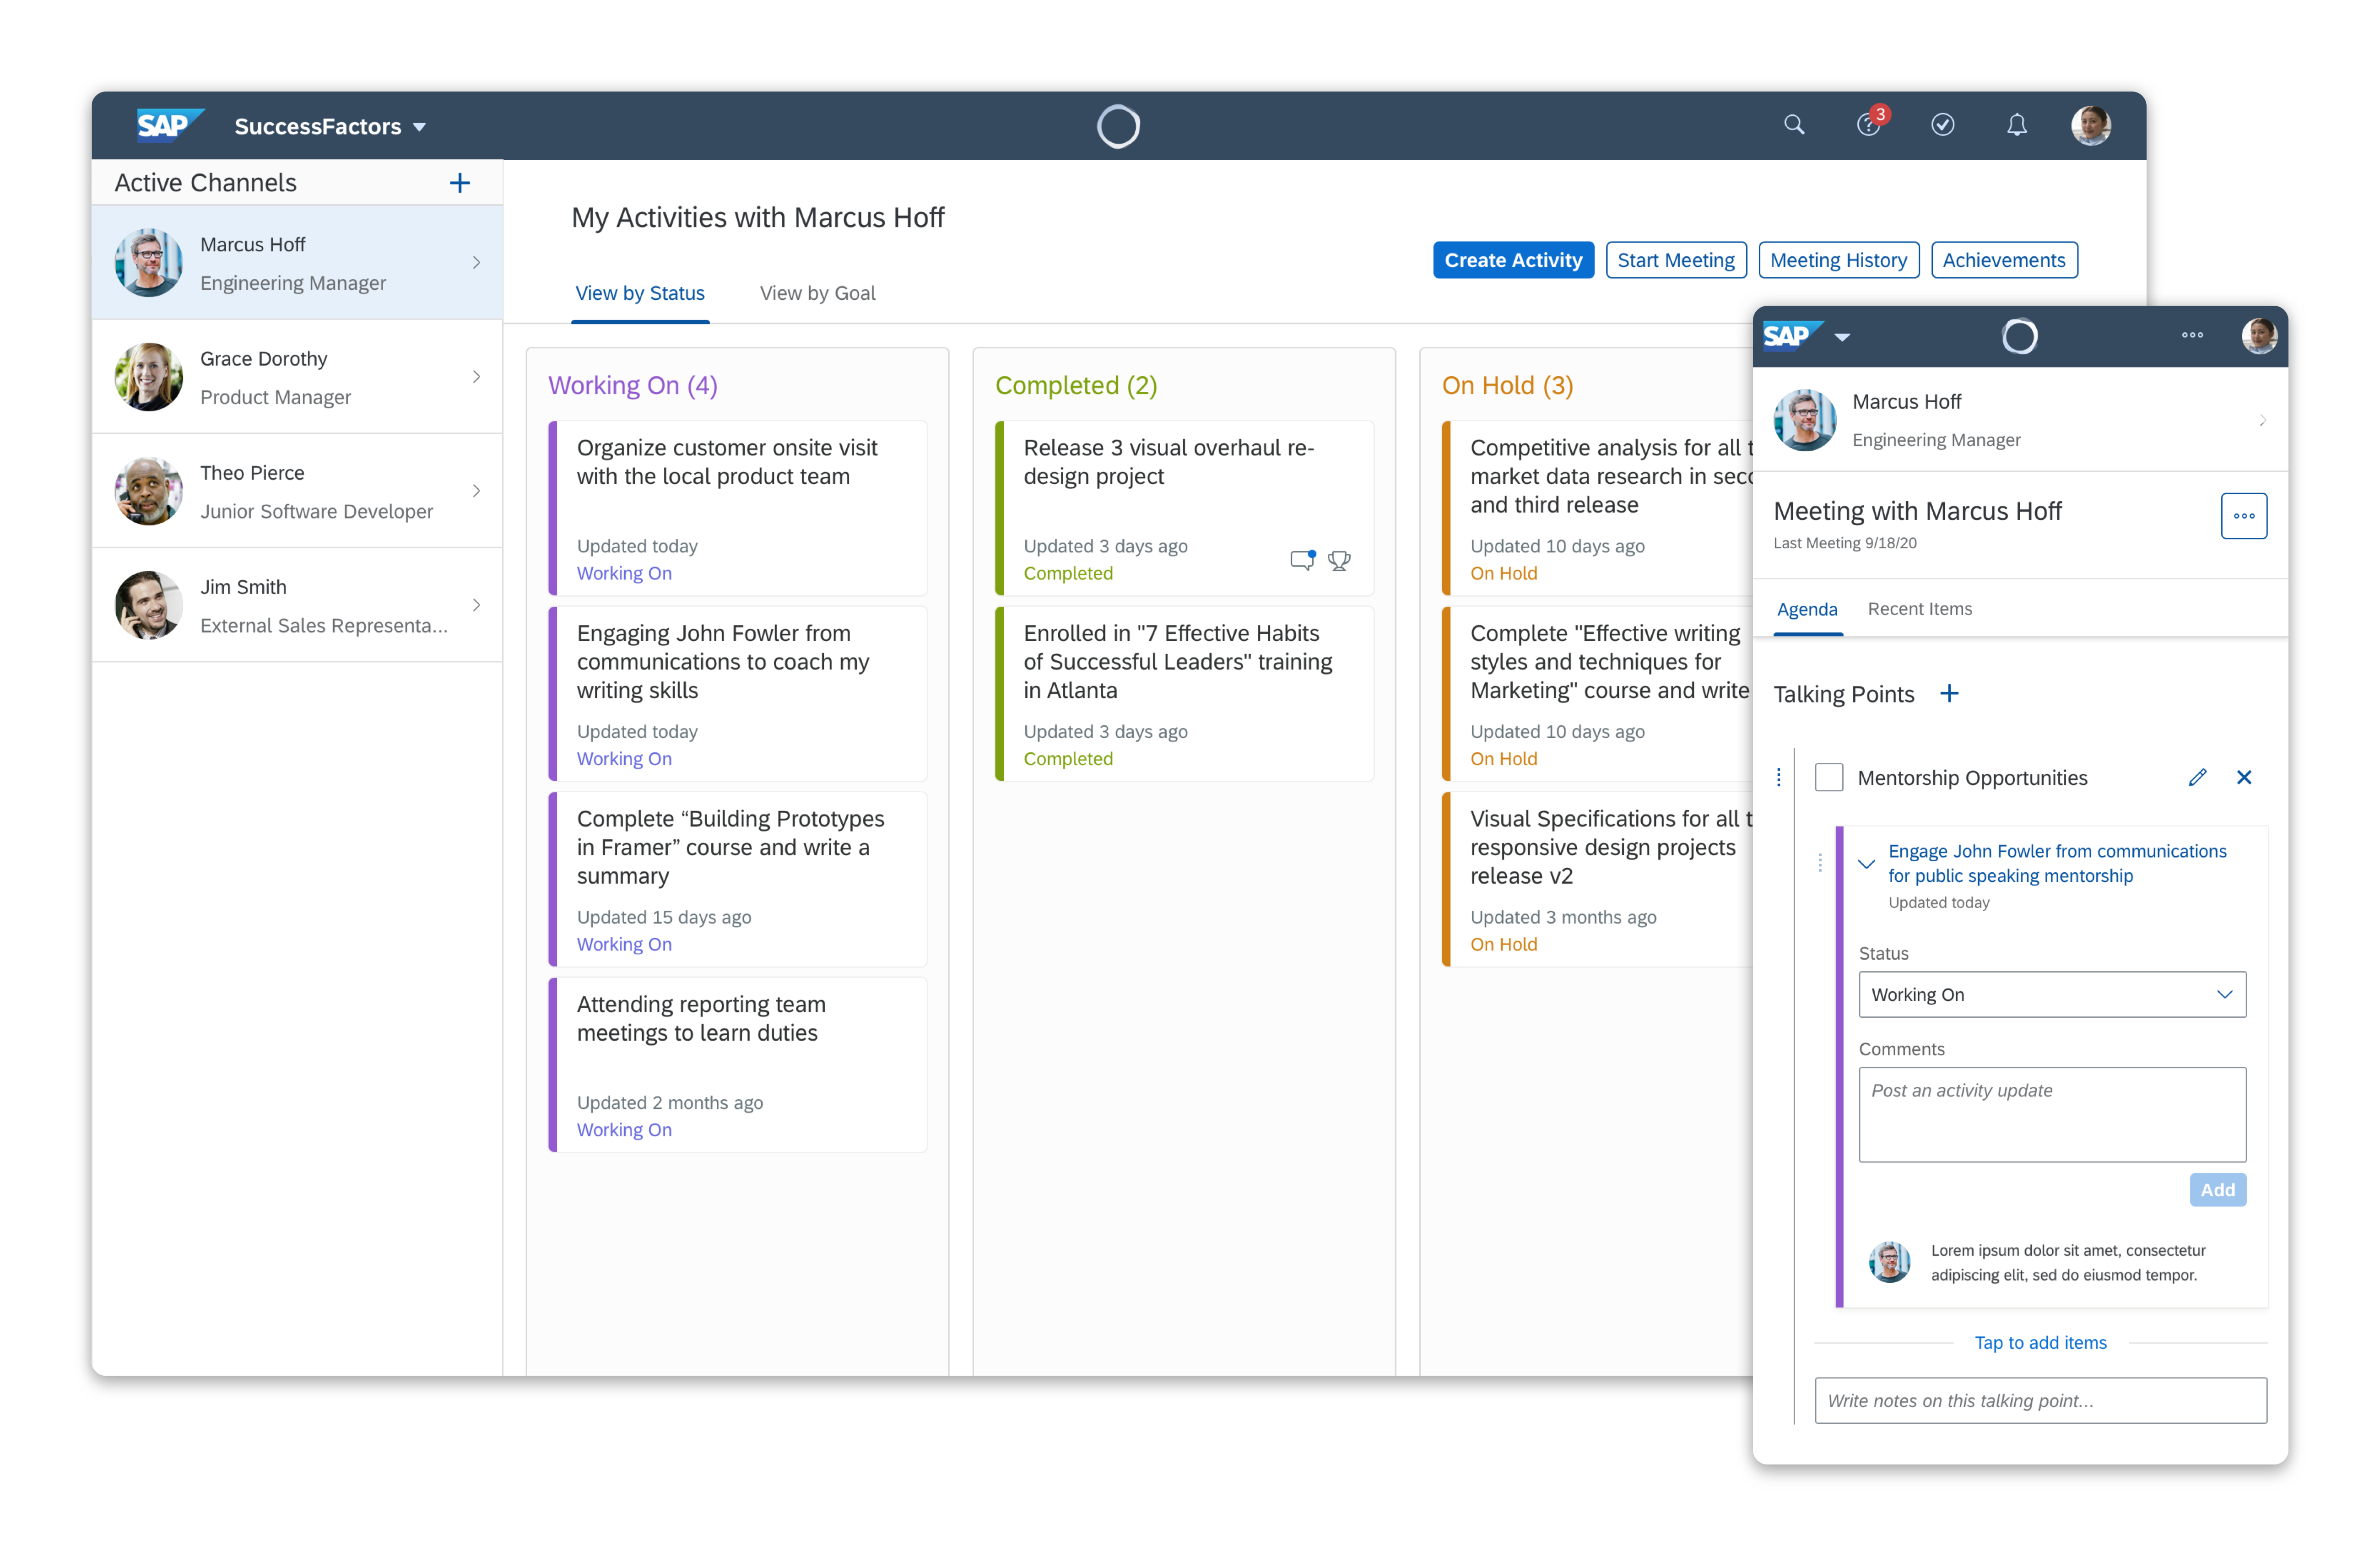 SAP SuccessFactors
3
Active Channels
Marcus Hoff
Engineering Manager
Grace Dorothy
Product Manager
Theo Pierce
Junior Software Developer
Jim Smith
External Sales Representa...
My Activities with Marcus Hoff
Create Activity
Start Meeting
Meeting History
Achievements
View by Status
View by Goal
Working On (4)
Organize customer onsite visit
with the local product team
Updated today
Working On
Engaging John Fowler from
communications to coach my
writing skills
Updated today
Working On
Complete “Building Prototypes
in Framer” course and write a
summary
Updated 15 days ago
Working On
Attending reporting team
meetings to learn duties
Updated 2 months ago
Working On
Completed (2)
Release 3 visual overhaul re-
design project
Updated 3 days ago
Completed
Enrolled in "7 Effective Habits
of Successful Leaders" training
in Atlanta
Updated 3 days ago
Completed
On Hold (3)
Competitive analysis for all
market data research in
and third release
Updated 10 days ago
On Hold
Complete "Effective writing
styles and techniques for
Marketing" course and write
Updated 10 days ago
On Hold
Visual Specifications for all
responsive design projects
release v2
Updated 3 months ago
On Hold
SAP
Marcus Hoff
Engineering Manager
Meeting with Marcus Hoff
Last Meeting 9/18/20
Agenda
Recent Items
Talking Points
Mentorship Opportunities
Engage John Fowler from communications
for public speaking mentorship
Updated today
Status
Working On
Comments
Post an activity update
Add
Lorem ipsum dolor sit amet, consectetur
adipiscing elit, sed do eiusmod tempor.
Tap to add items
Write notes on this talking point...